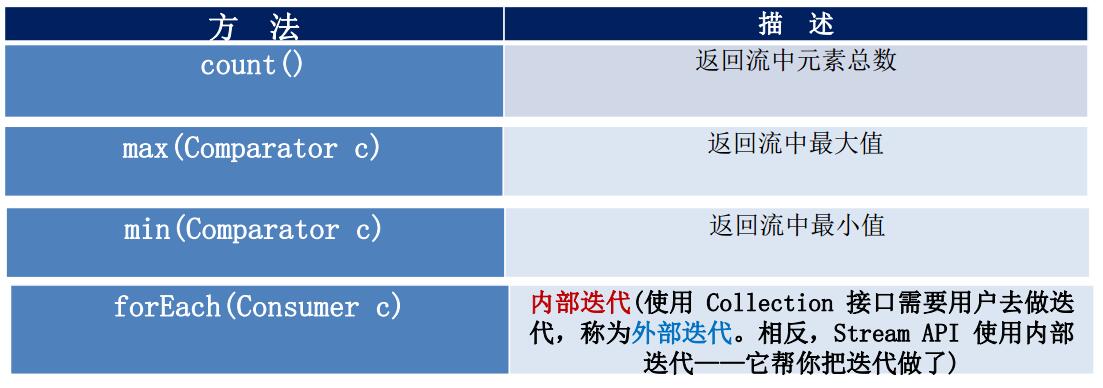 方 法 描 述
count() 返回流中元素总数
max(Comparator c) 返回流中最大值
min(Comparator c) 返回流中最小值
forEach(Consumer c) 内部迭代(使用 Collection 接口需要用户去做迭
代，称为外部迭代。相反，Stream API 使用内部
迭代——它帮你把迭代做了)